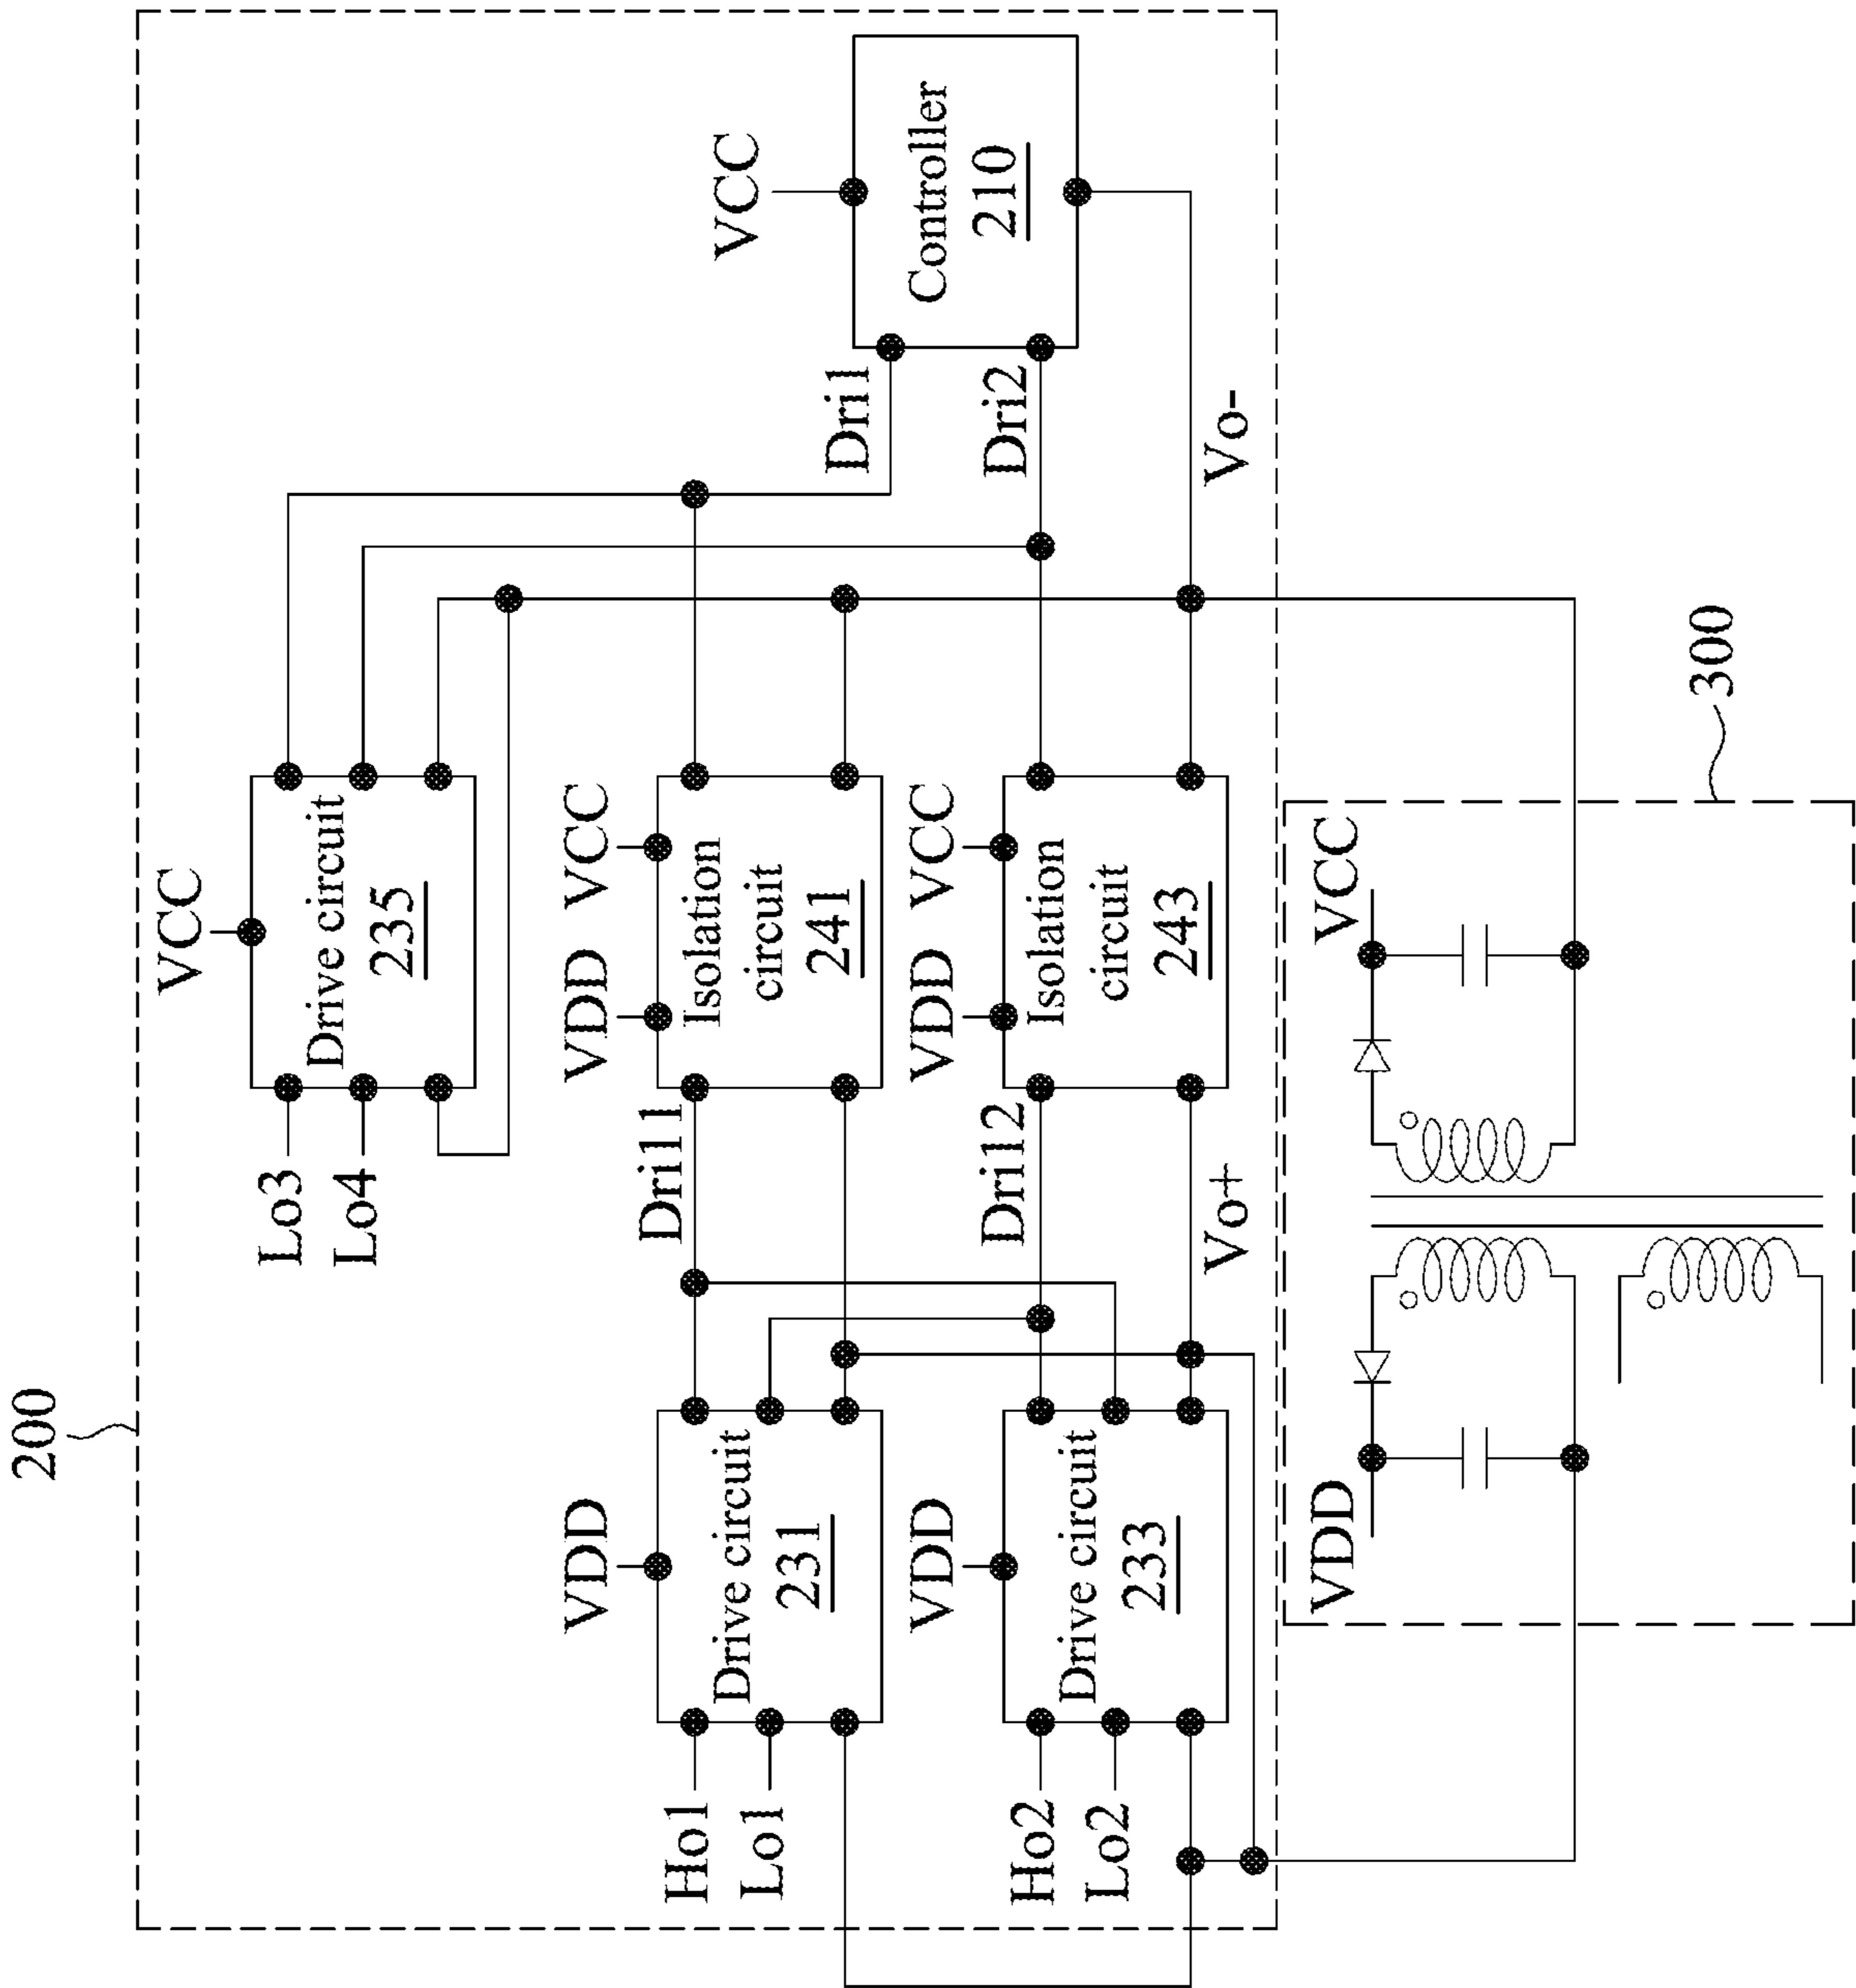 200
VCC
Drive circuit
235
Lo3
Lo4
VDD
Drive circuit
231
Ho1
Lo1
Dri11
VDD
VCC
Isolation
circuit
241
VDD
Drive circuit
233
Ho2
Lo2
Dri12
Vo+
VDD
VCC
Isolation
circuit
243
Dri1
Dri2
Vo-
VCC
Controller
210
VDD
VCC
300